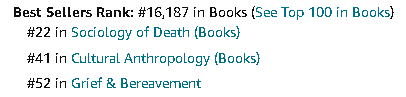 Best Sellers Rank: #16,187 in Books (See Top 100 in Books)
#22 in Sociology of Death (Books)
#41 in Cultural Anthropology (Books)
#52 in Grief & Bereavement